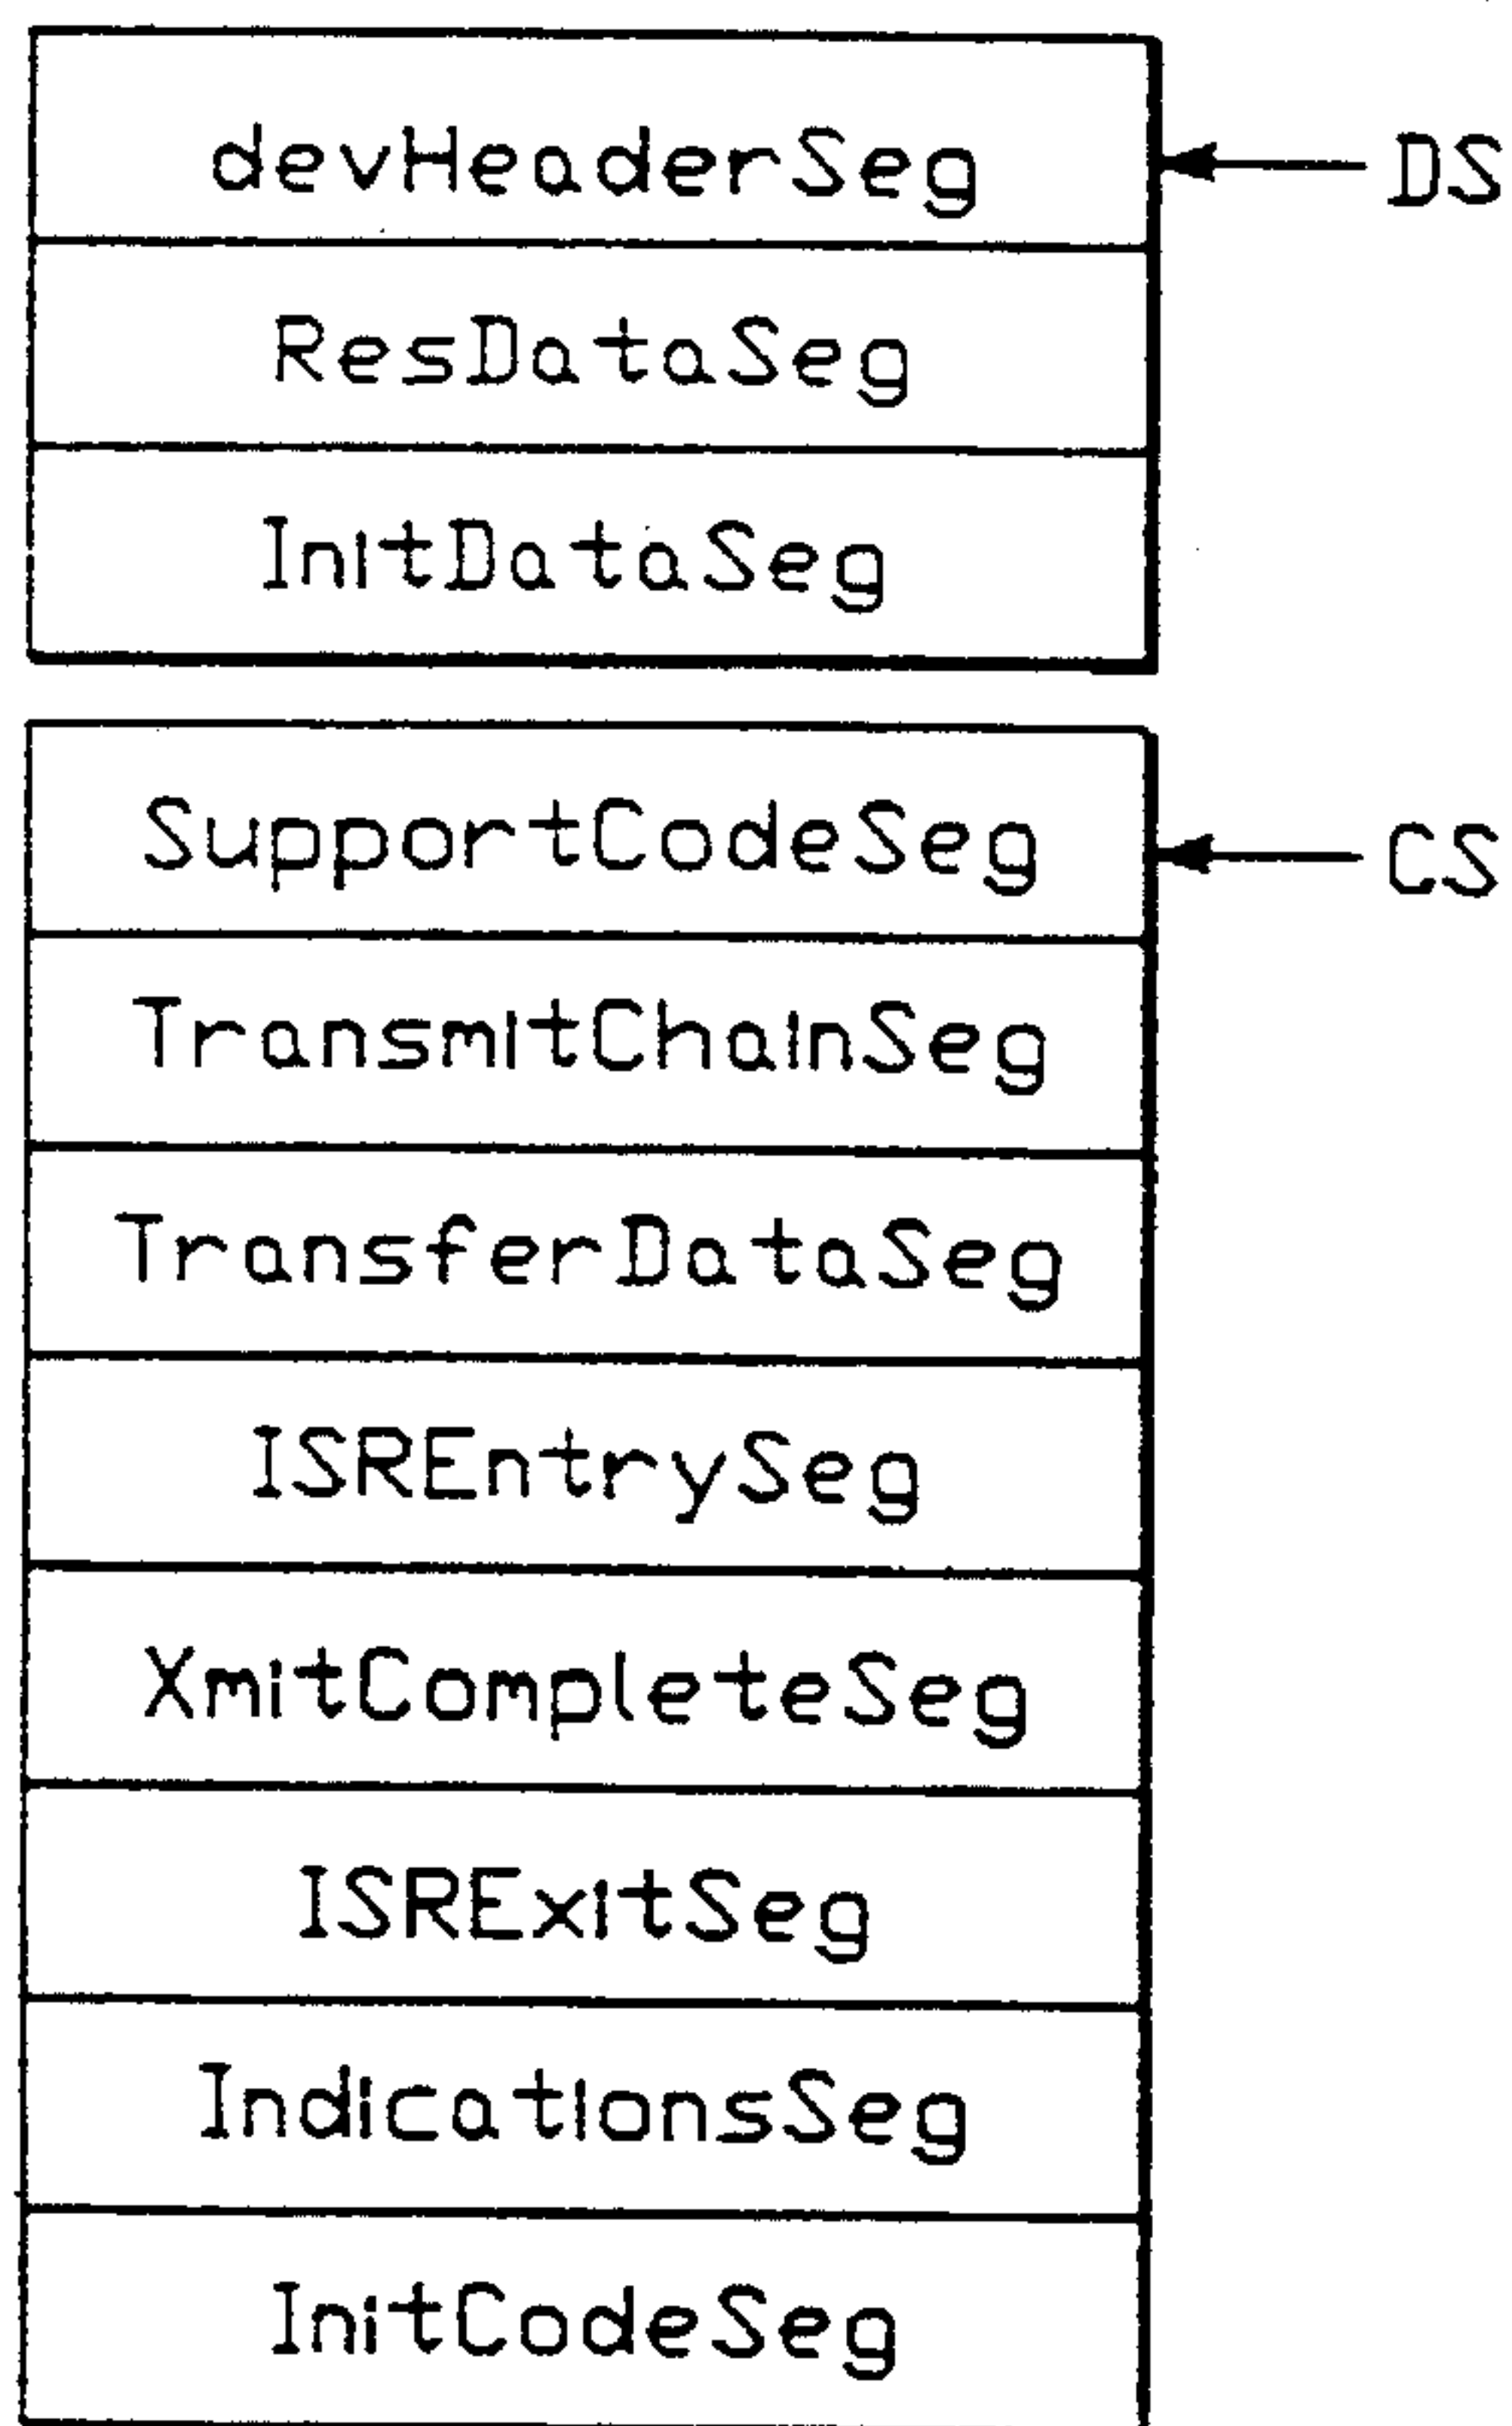 devHeaderSeg DS
ResDataSeg
InitDataSeg
SupportCodeSeg CS
TransmitChainSeg
TransferDataSeg
ISREntrySeg
XmitCompleteSeg
ISRExitSeg
IndicationsSeg
InitCodeSeg